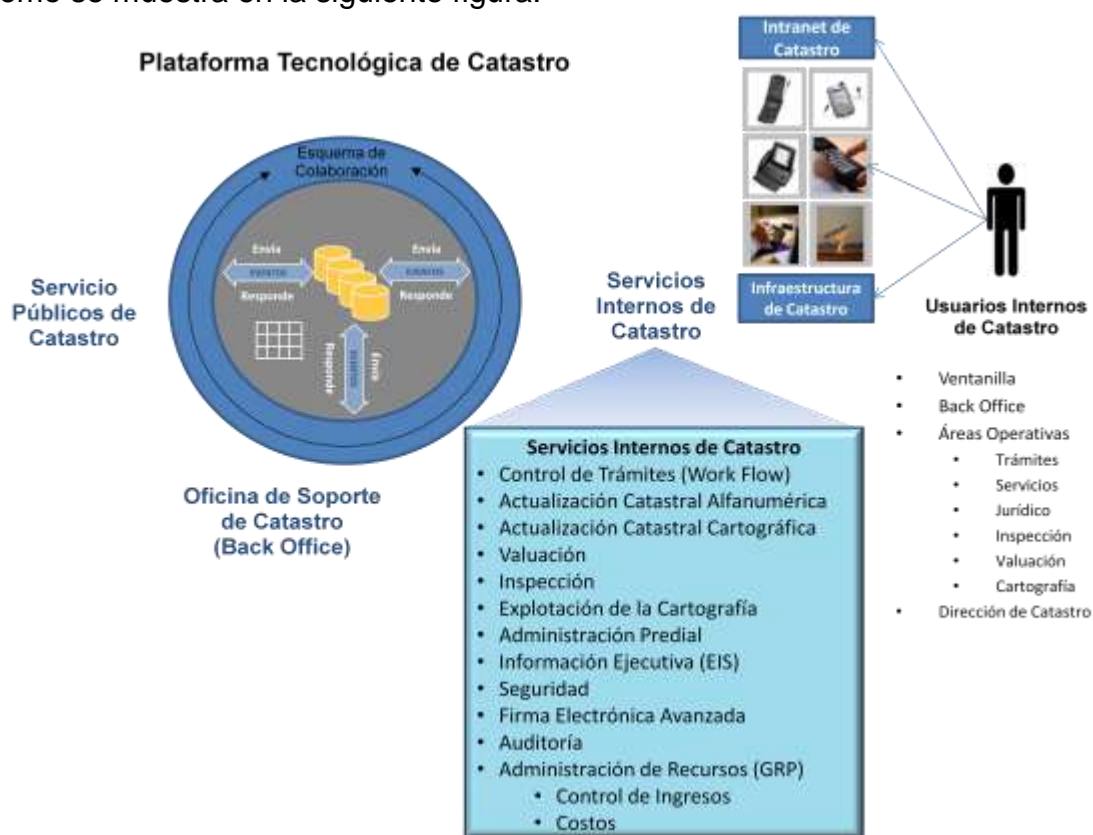 como se muestra en la siguiente figura.
Plataforma Tecnológica de Catastro
Esquema de
Colaboración
Envía
Responde
Envía
EVENTOS
Responde
Envía
Responde
Servicio
Públicos de
Catastro
Oficina de Soporte
de Catastro
(Back Office)
Servicios
Internos de
Catastro
Intranet de
Catastro
Infraestructura
de Catastro
Usuarios Internos
de Catastro
• Ventanilla
• Back Office
• Áreas Operativas
• Trámites
• Servicios
• Jurídico
• Inspección
• Valuación
• Cartografía
• Dirección de Catastro
Servicios Internos de Catastro
• Control de Trámites (Work Flow)
• Actualización Catastral Alfanumérica
• Actualización Catastral Cartográfica
• Valuación
• Inspección
• Explotación de la Cartografía
• Administración Predial
• Información Ejecutiva (EIS)
• Seguridad
• Firma Electrónica Avanzada
• Auditoría
• Administración de Recursos (GRP)
• Control de Ingresos
• Costos